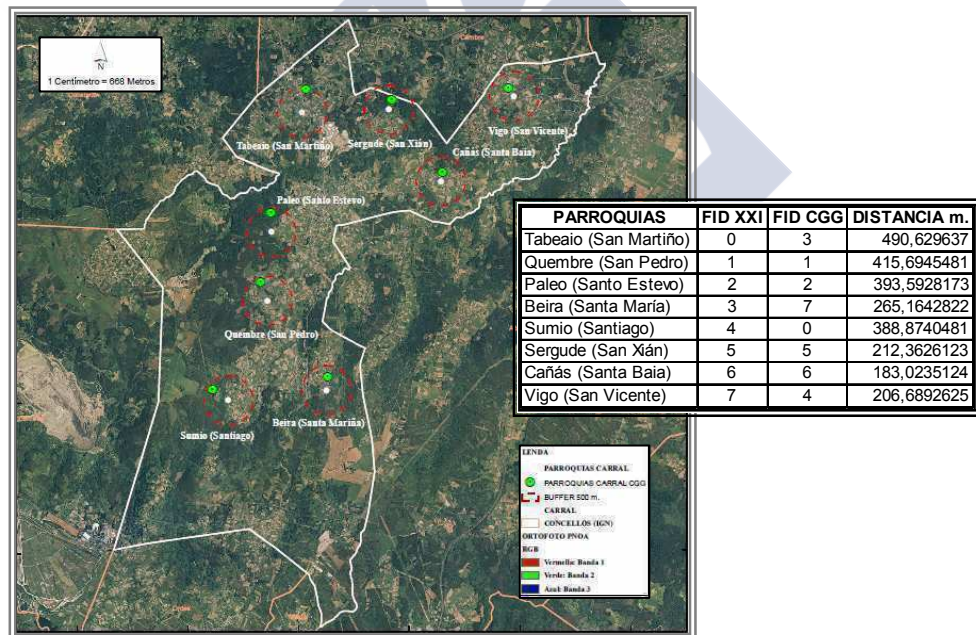 N
1 Centímetro = 668 Metros
Tabeaio (San Martiño)
Sergude (San Xián)
Vigo (San Vicente)
Cañás (Santa Baia)
Paleo (Santo Estevo)
Quembre (San Pedro)
Sumio (Santiago)
Beira (Santa Mariña)
LENDA
PARROQUIAS CARRAL
PARROQUIAS CARRAL CGG
BUFFER 500 m.
CARRAL
CONCELLOS (IGN)
ORTOFOTO PNOA
RGB
Vermello: Banda 1
Verde: Banda 2
Azul: Banda 3
PARROQUIAS FID XXI FID CGG DISTANCIA m.
Tabeaio (San Martiño) 0 3 490,629637
Quembre (San Pedro) 1 1 415,6945481
Paleo (Santo Estevo) 2 2 393,5928173
Beira (Santa María) 3 7 265,1642822
Sumio (Santiago) 4 0 388,8740481
Sergude (San Xián) 5 5 212,3626123
Cañás (Santa Baia) 6 6 183,0235124
Vigo (San Vicente) 7 4 206,6892625